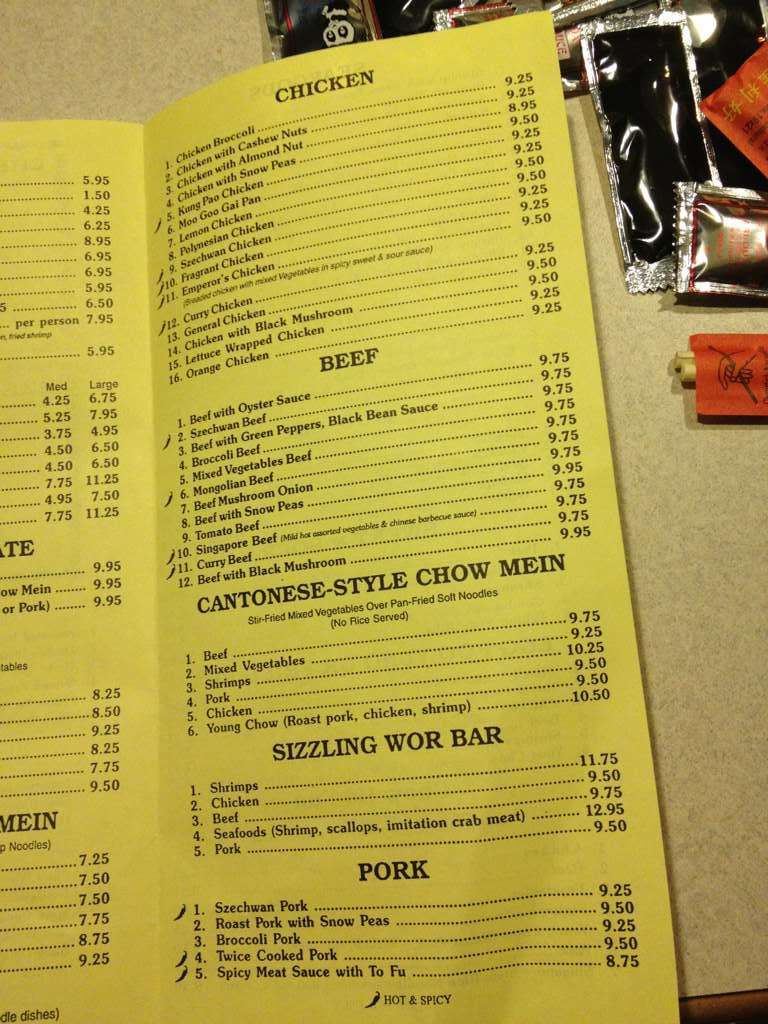 5.95
1.50
4.25
6.25
8.95
6.95
6.95
5.95
6.50
per person 7.95
fried shrimp
5.95
Med Large
4.25 6.75
5.25 7.95
3.75 4.95
4.50 6.50
4.50 6.50
7.75 11.25
4.95 7.50
7.75 11.25
ATE
9.95
ow Mein ......... 9.95
or Pork) ........ 9.95
tables
8.25
8.50
9.25
8.25
7.75
9.50
MEIN
p Noodles)
7.25
7.50
7.50
7.75
8.75
9.25
dle dishes)
CHICKEN
1. Chicken Broccoli ........ 9.25
2. Chicken with Cashew Nuts ........ 9.25
3. Chicken with Almond Nut ........ 8.95
4. Chicken with Snow Peas ........ 9.50
5. Kung Pao Chicken ........ 9.25
6. Moo Goo Gai Pan
7. Lemon Chicken
8. Polynesian Chicken
9. Szechwan Chicken
10. Fragrant Chicken ........ 9.25
11. Emperor's Chicken ........ 9.50
(Breaded chicken with mixed Vegetables in spicy sweet & sour sauce)
12. Curry Chicken ........ 9.25
13. General Chicken ........ 9.50
14. Chicken with Black Mushroom ........ 9.50
15. Lettuce Wrapped Chicken ........ 9.25
16. Orange Chicken ........ 9.25
BEEF
1. Beef with Oyster Sauce ........ 9.75
2. Szechwan Beef ........ 9.75
3. Beef with Green Peppers, Black Bean Sauce ........ 9.75
4. Broccoli Beef ........ 9.75
5. Mixed Vegetables Beef ........ 9.75
6. Mongolian Beef ........ 9.75
7. Beef Mushroom Onion ........ 9.75
8. Beef with Snow Peas ........ 9.95
9. Tomato Beef ........ 9.75
10. Singapore Beef (Mild hot assorted vegetables & chinese barbecue sauce) ........ 9.75
11. Curry Beef ........ 9.75
12. Beef with Black Mushroom ........ 9.95
CANTONESE-STYLE CHOW MEIN
Stir-Fried Mixed Vegetables Over Pan-Fried Soft Noodles
(No Rice Served)
1. Beef ........ 9.75
2. Mixed Vegetables ........ 9.25
3. Shrimps ........ 10.25
4. Pork ........ 9.50
5. Chicken ........ 9.50
6. Young Chow (Roast pork, chicken, shrimp) ........ 10.50
SIZZLING WOR BAR
1. Shrimps ........ 11.75
2. Chicken ........ 9.50
3. Beef ........ 9.75
4. Seafoods (Shrimp, scallops, imitation crab meat) ........ 12.95
5. Pork ........ 9.50
PORK
1. Szechwan Pork ........ 9.25
2. Roast Pork with Snow Peas ........ 9.50
3. Broccoli Pork ........ 9.25
4. Twice Cooked Pork ........ 9.50
5. Spicy Meat Sauce with To Fu ........ 8.75
HOT & SPICY